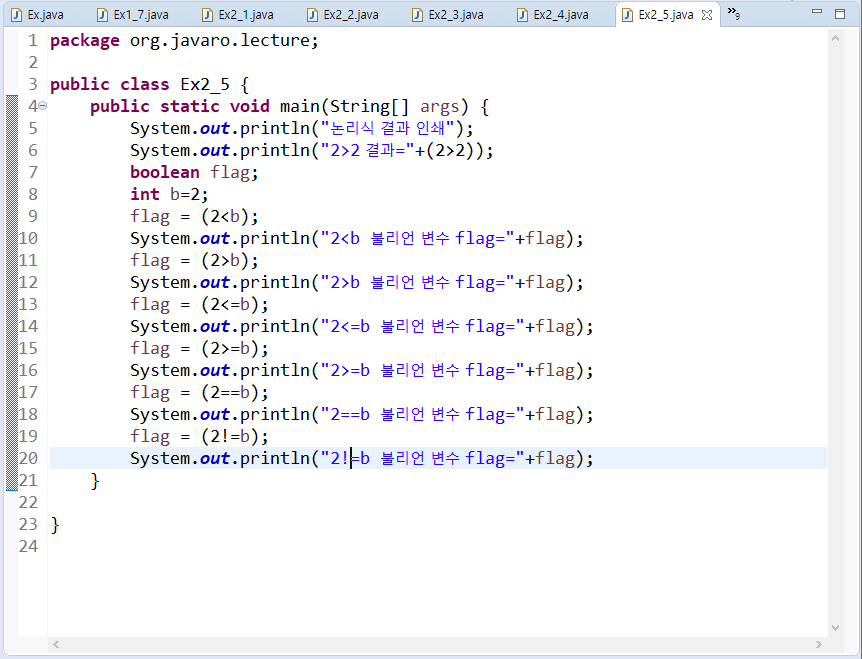 Ex.java Ex1_7.java Ex2_1.java Ex2_2.java Ex2_3.java Ex2_4.java Ex2_5.java »9
1 package org.javaro.lecture;
2
3 public class Ex2_5 {
4 public static void main(String[] args) {
5 System.out.println("논리식 결과 인쇄");
6 System.out.println("2>2 결과="+(2>2));
7 boolean flag;
8 int b=2;
9 flag = (2<b);
10 System.out.println("2<b 불리언 변수 flag="+flag);
11 flag = (2>b);
12 System.out.println("2>b 불리언 변수 flag="+flag);
13 flag = (2<=b);
14 System.out.println("2<=b 불리언 변수 flag="+flag);
15 flag = (2>=b);
16 System.out.println("2>=b 불리언 변수 flag="+flag);
17 flag = (2==b);
18 System.out.println("2==b 불리언 변수 flag="+flag);
19 flag = (2!=b);
20 System.out.println("2!=b 불리언 변수 flag="+flag);
21 }
22
23 }
24